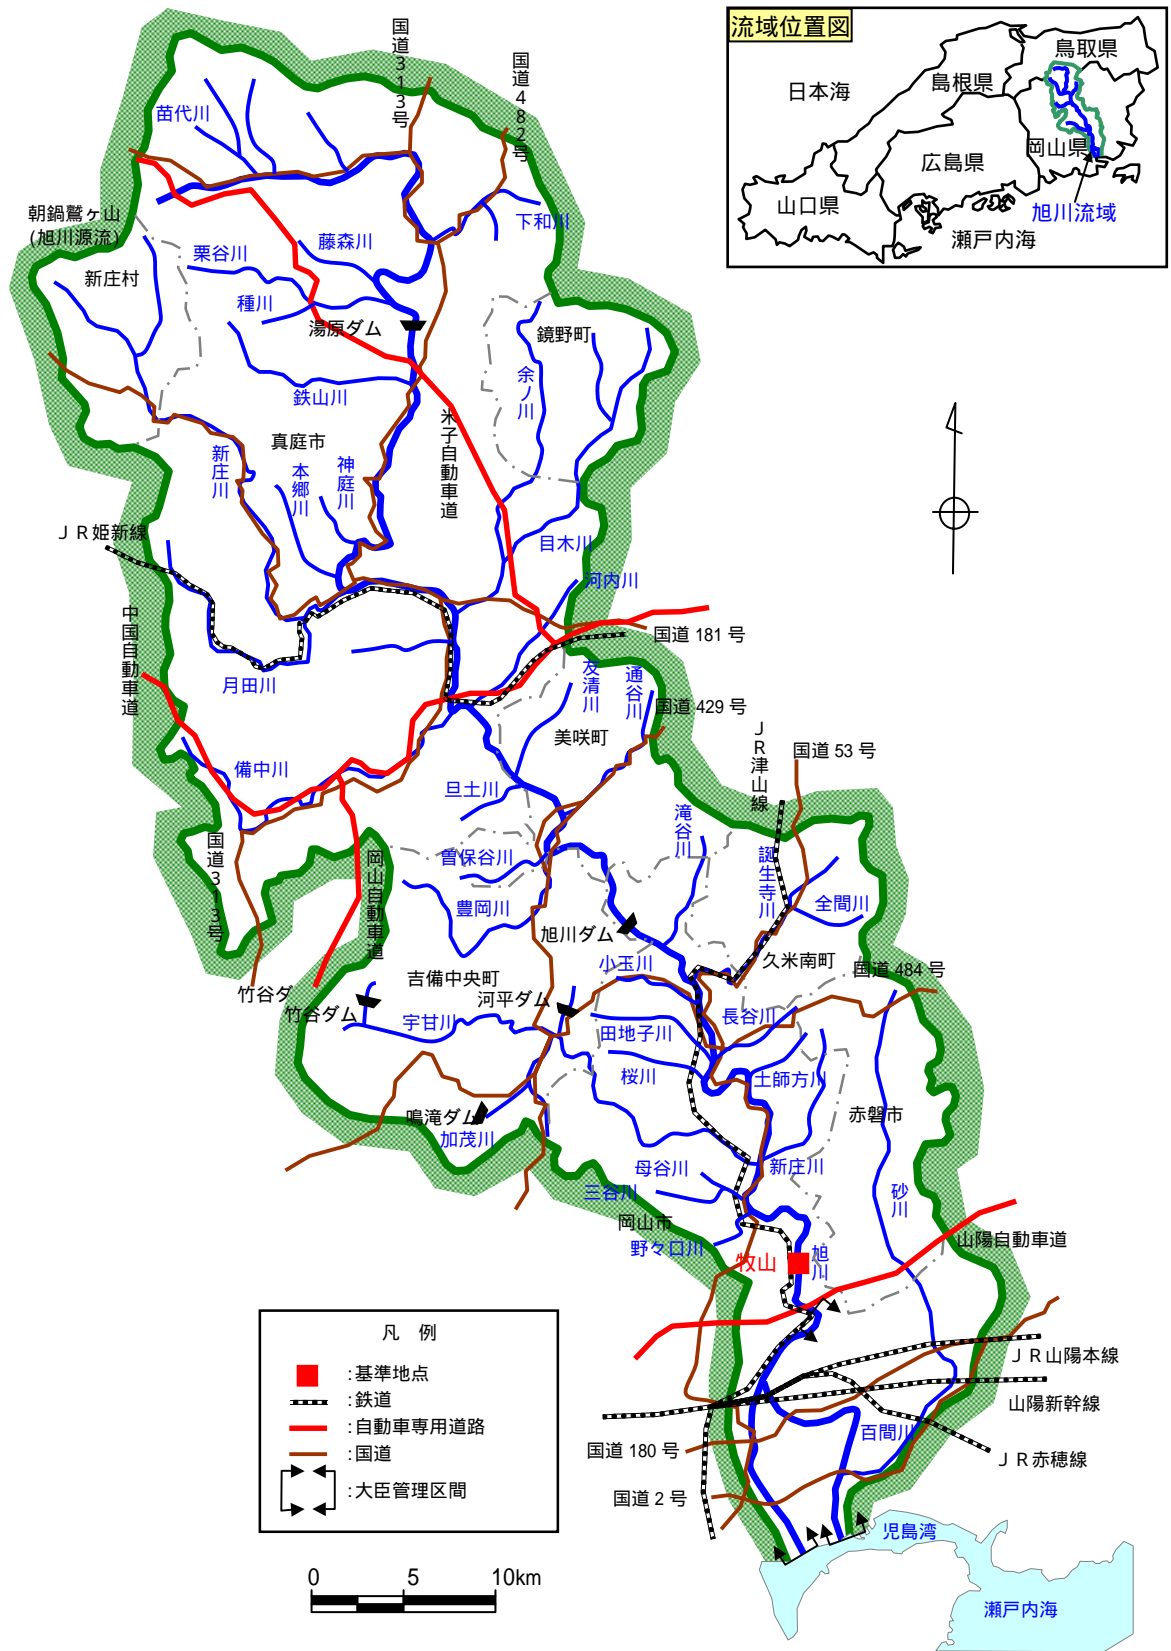 流域位置図
鳥取県
島根県
日本海
岡山県
広島県
山口県
旭川流域
瀬戸内海
国道313号
国道482号
苗代川
朝鍋鷲ヶ山
(旭川源流)
下和川
藤森川
栗谷川
新庄村
種川
湯原ダム
鏡野町
余ノ川
鉄山川
米子自動車道
真庭市
新庄川
本郷川
神庭川
JR姫新線
目木川
河内川
中国自動車道
国道 181 号
月田川
友清川
通谷川
国道 429 号
美咲町
JR津山線
国道 53 号
備中川
旦土川
滝谷川
国道313号
岡山自動車道
曽保谷川
誕生寺川
豊岡川
全間川
旭川ダム
久米南町
小玉川
国道 484 号
吉備中央町
竹谷ダ
竹谷ダム
河平ダム
宇甘川
長谷川
田地子川
桜川
土師方川
鳴滝ダム
赤磐市
加茂川
母谷川
新庄川
三谷川
砂川
岡山市
野々口川
山陽自動車道
牧山
旭川
凡 例
:基準地点
:鉄道
:自動車専用道路
:国道
:大臣管理区間
JR山陽本線
山陽新幹線
百間川
国道 180 号
JR赤穂線
国道 2 号
児島湾
0 5 10km
瀬戸内海